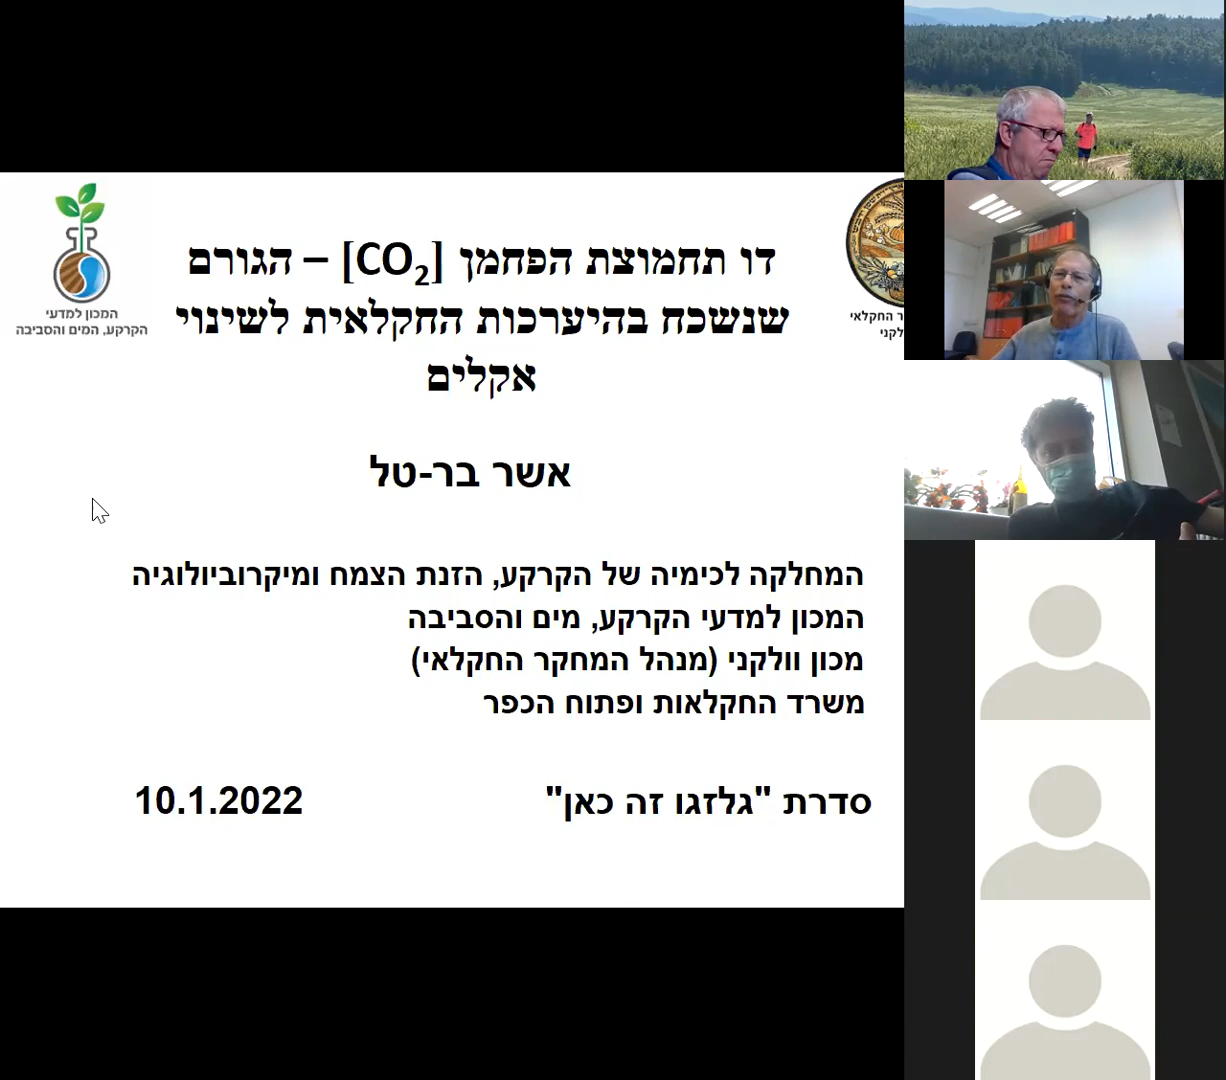 דו תחמוצת הפחמן [CO₂] – הגורם
שנשכח בהיערכות החקלאית לשינוי
אקלים
המכון למדעי
הקרקע, המים והסביבה
ר החקלאי
לקני
אשר בר-טל
המחלקה לכימיה של הקרקע, הזנת הצמח ומיקרוביולוגיה
המכון למדעי הקרקע, מים והסביבה
מכון וולקני (מנהל המחקר החקלאי)
משרד החקלאות ופתוח הכפר
סדרת "גלזגו זה כאן"
10.1.2022